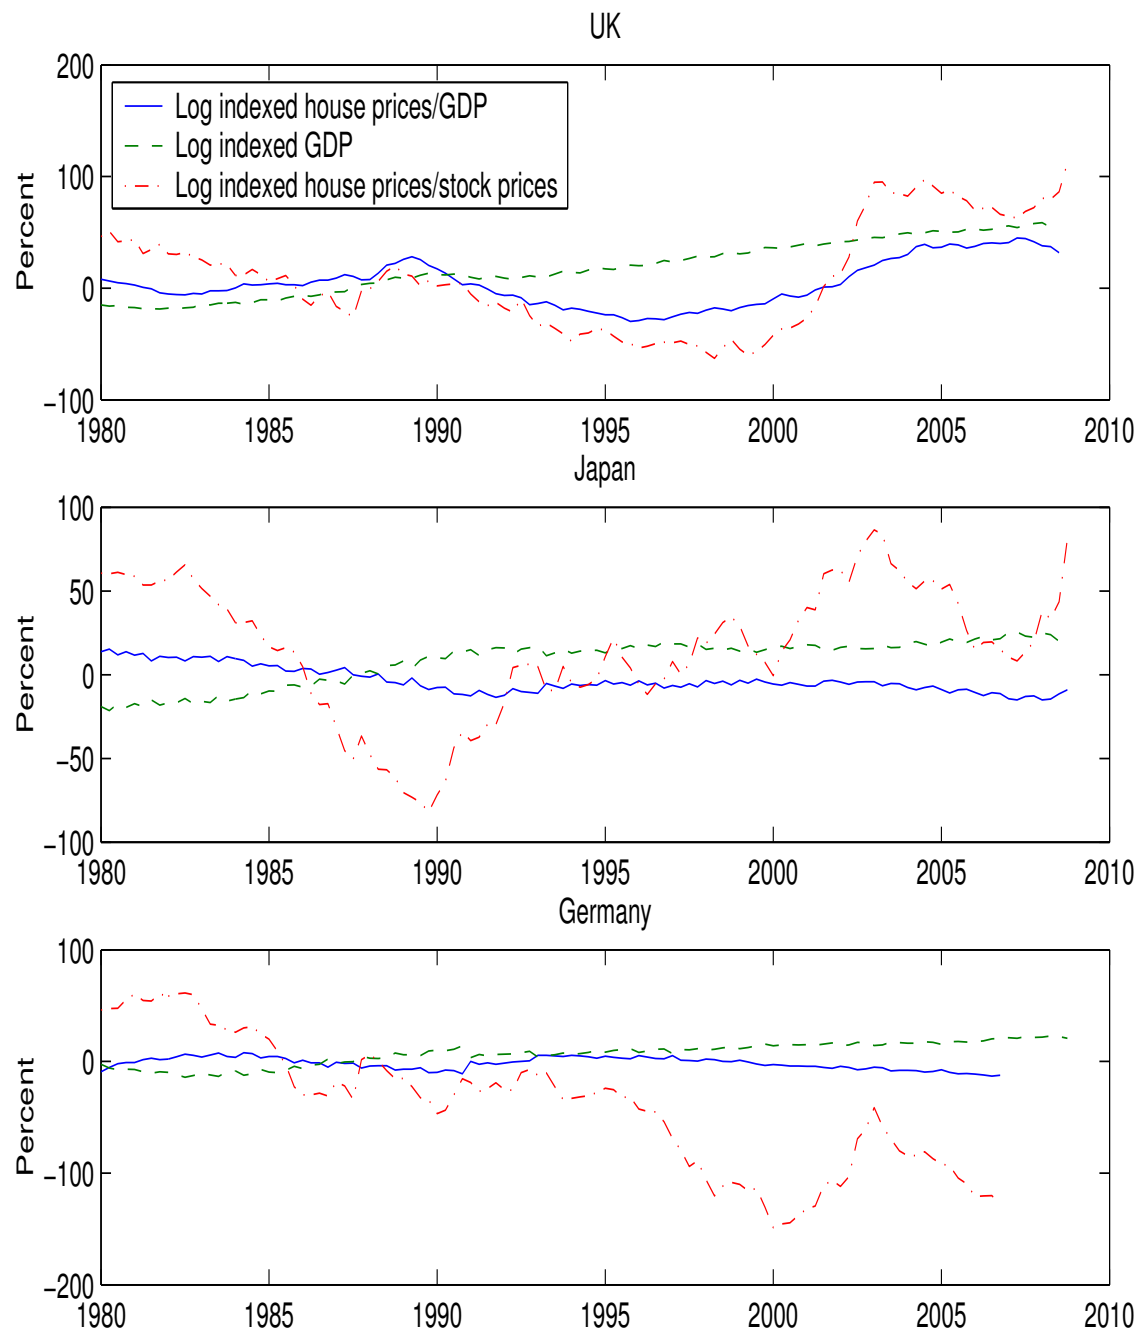 UK
200
100
0
−100
Percent
Log indexed house prices/GDP
Log indexed GDP
Log indexed house prices/stock prices
1980 1985 1990 1995 2000 2005 2010
Japan
100
50
0
−50
−100
Percent
1980 1985 1990 1995 2000 2005 2010
Germany
100
0
−100
−200
Percent
1980 1985 1990 1995 2000 2005 2010